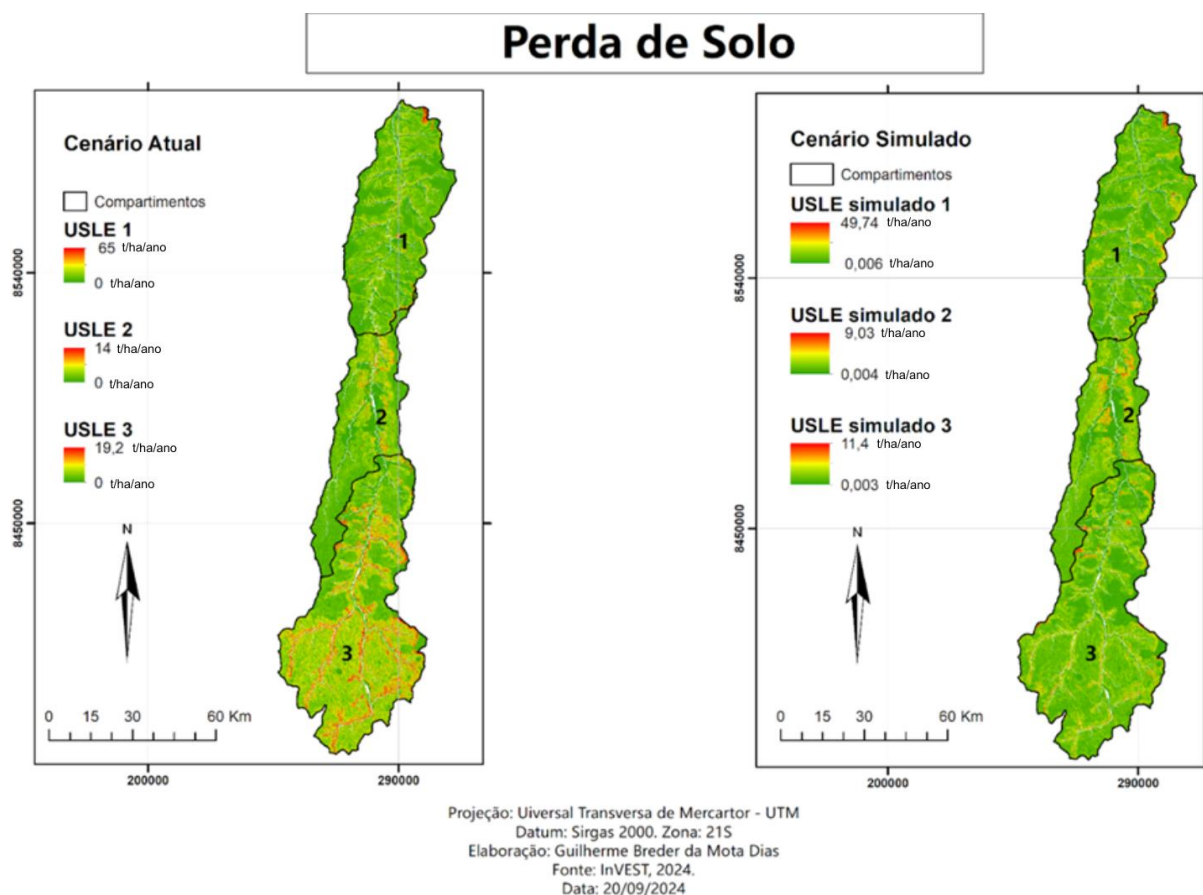 Perda de Solo
Cenário Atual
Compartimentos
USLE 1
65 t/ha/ano
0 t/ha/ano
USLE 2
14 t/ha/ano
0 t/ha/ano
USLE 3
19,2 t/ha/ano
0 t/ha/ano
N
0 15 30 60 Km
1
2
3
8540000
8450000
200000 290000
Cenário Simulado
Compartimentos
USLE simulado 1
49,74 t/ha/ano
0,006 t/ha/ano
USLE simulado 2
9,03 t/ha/ano
0,004 t/ha/ano
USLE simulado 3
11,4 t/ha/ano
0,003 t/ha/ano
N
0 15 30 60 Km
1
2
3
8540000
8450000
200000 290000
Projeção: Uiversal Transversa de Mercartor - UTM
Datum: Sirgas 2000. Zona: 21S
Elaboração: Guilherme Breder da Mota Dias
Fonte: InVEST, 2024.
Data: 20/09/2024